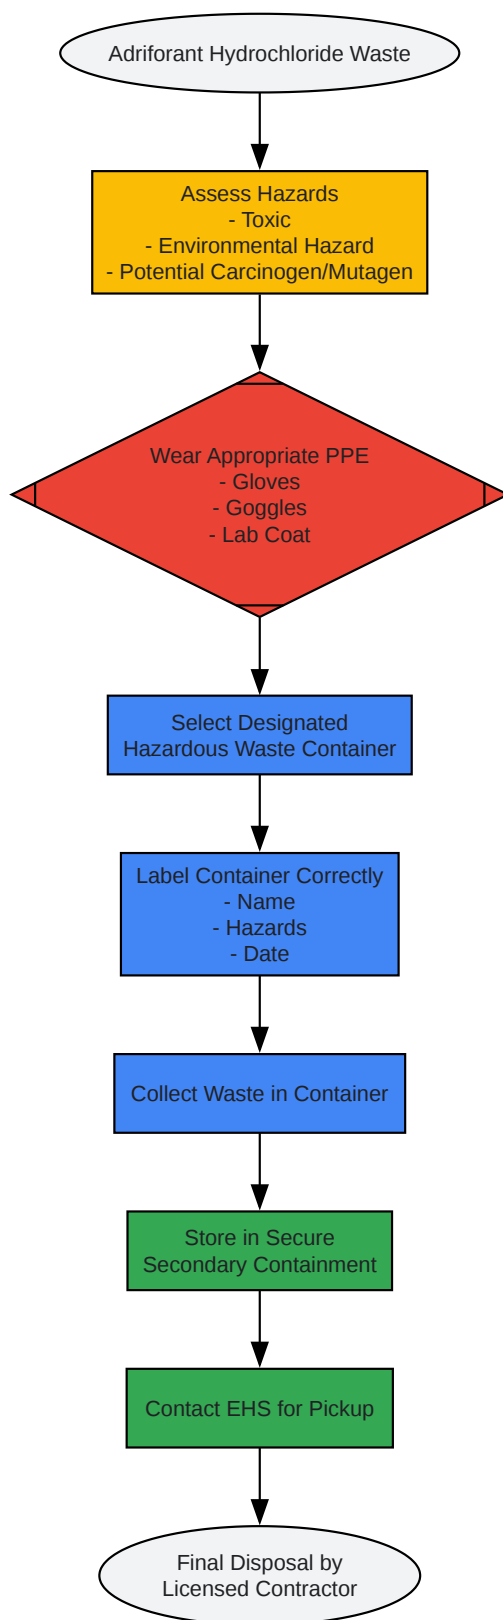 Adriforant Hydrochloride Waste
Assess Hazards
- Toxic
- Environmental Hazard
- Potential Carcinogen/Mutagen
Wear Appropriate PPE
- Gloves
- Goggles
- Lab Coat
Select Designated
Hazardous Waste Container
Label Container Correctly
- Name
- Hazards
- Date
Collect Waste in Container
Store in Secure
Secondary Containment
Contact EHS for Pickup
Final Disposal by
Licensed Contractor